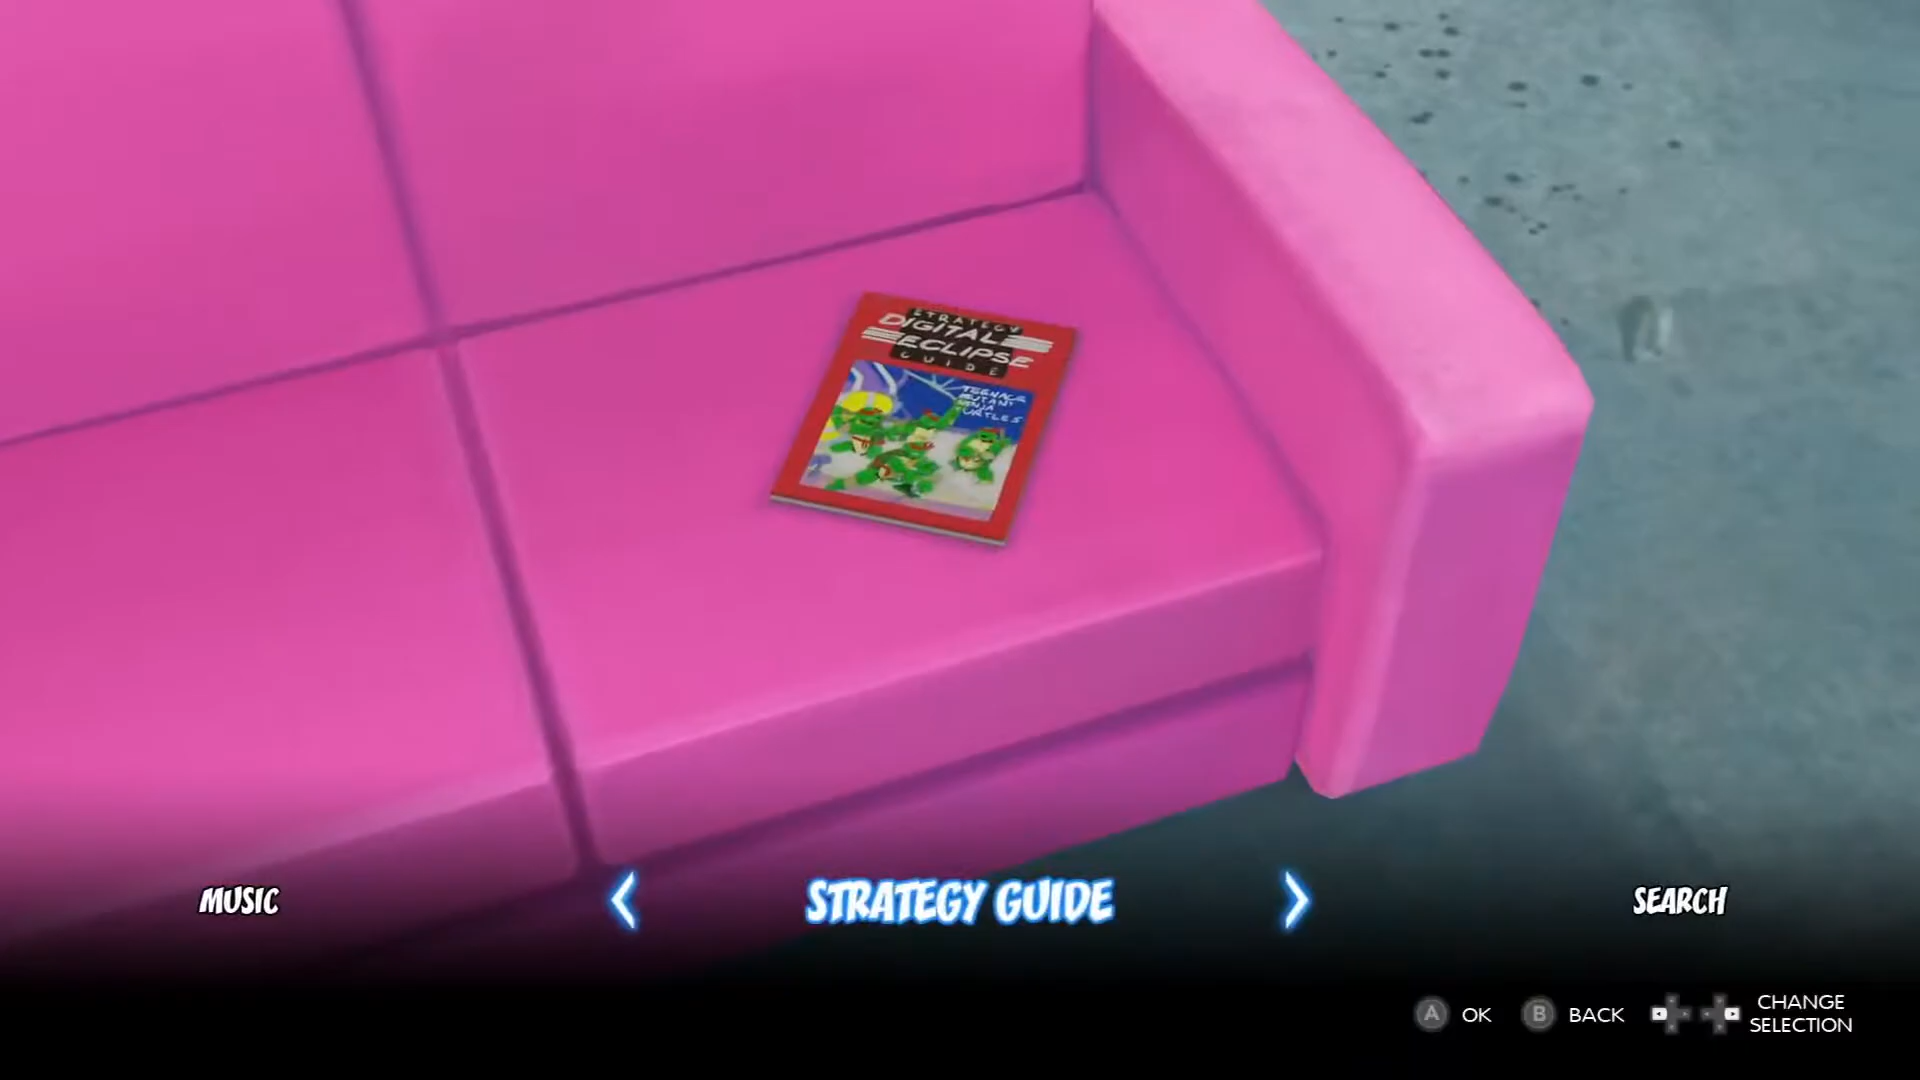 STRATEGY
DIGITAL
ECLIPSE
GUIDE
TEENAGE
MUTANT
NINJA
TURTLES
MUSIC
STRATEGY GUIDE
SEARCH
A OK
B BACK
CHANGE
SELECTION